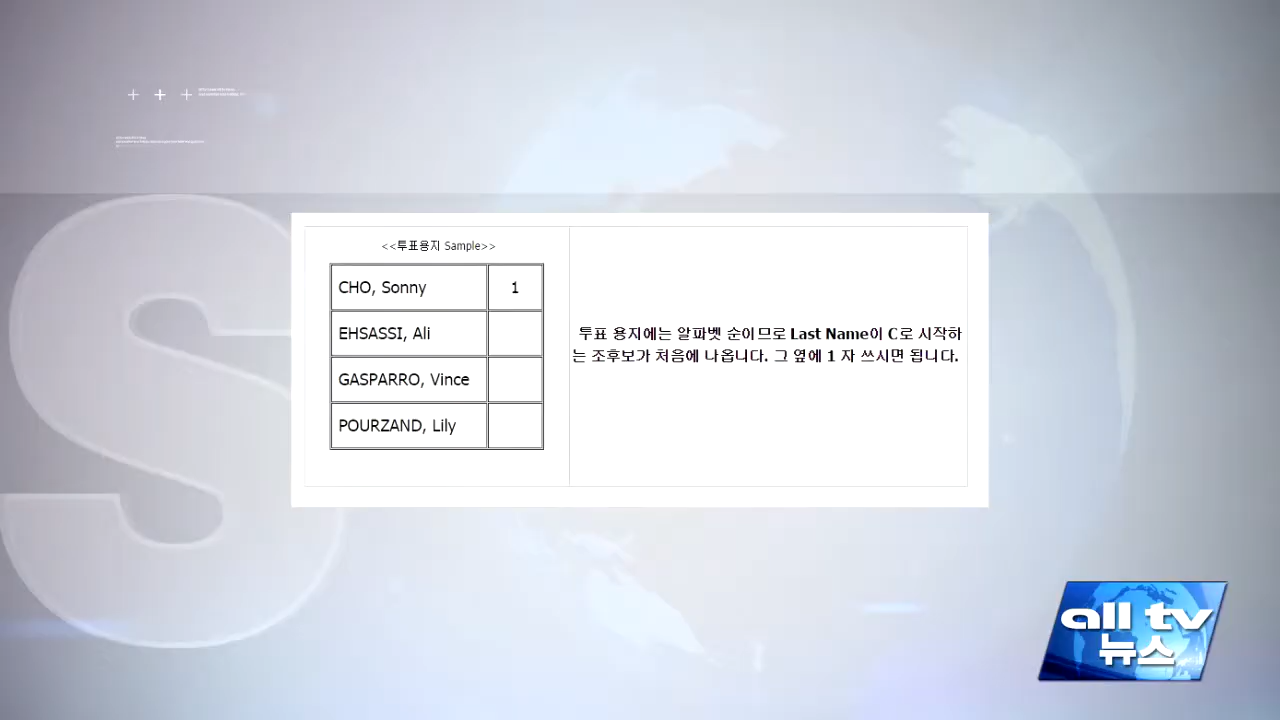 <<투표용지 Sample>>
CHO, Sonny 1
EHSASSI, Ali
GASPARRO, Vince
POURZAND, Lily
투표 용지에는 알파벳 순이므로 Last Name이 C로 시작하
는 조후보가 처음에 나옵니다. 그 옆에 1 자 쓰시면 됩니다.
S
all tv
뉴스